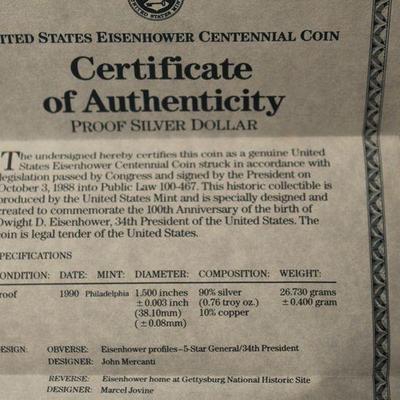 UNITED STATES EISENHOWER CENTENNIAL COIN
Certificate
of Authenticity
PROOF SILVER DOLLAR
The undersigned hereby certifies this coin as a genuine United
States Eisenhower Centennial Coin struck in accordance with
legislation passed by Congress and signed by the President on
October 3, 1988 into Public Law 100-467. This historic collectible is
produced by the United States Mint and is specially designed and
created to commemorate the 100th Anniversary of the birth of
Dwight D. Eisenhower, 34th President of the United States. The
coin is legal tender of the United States.
SPECIFICATIONS
CONDITION: DATE: MINT: DIAMETER: COMPOSITION: WEIGHT:
Proof 1990 Philadelphia 1.500 inches 90% silver 26.730 grams
±0.003 inch (0.76 troy oz.) ±0.400 gram
(38.10mm) 10% copper
(±0.08mm)
DESIGN: OBVERSE: Eisenhower profiles–5-Star General/34th President
DESIGNER: John Mercanti
REVERSE: Eisenhower home at Gettysburg National Historic Site
DESIGNER: Marcel Jovine